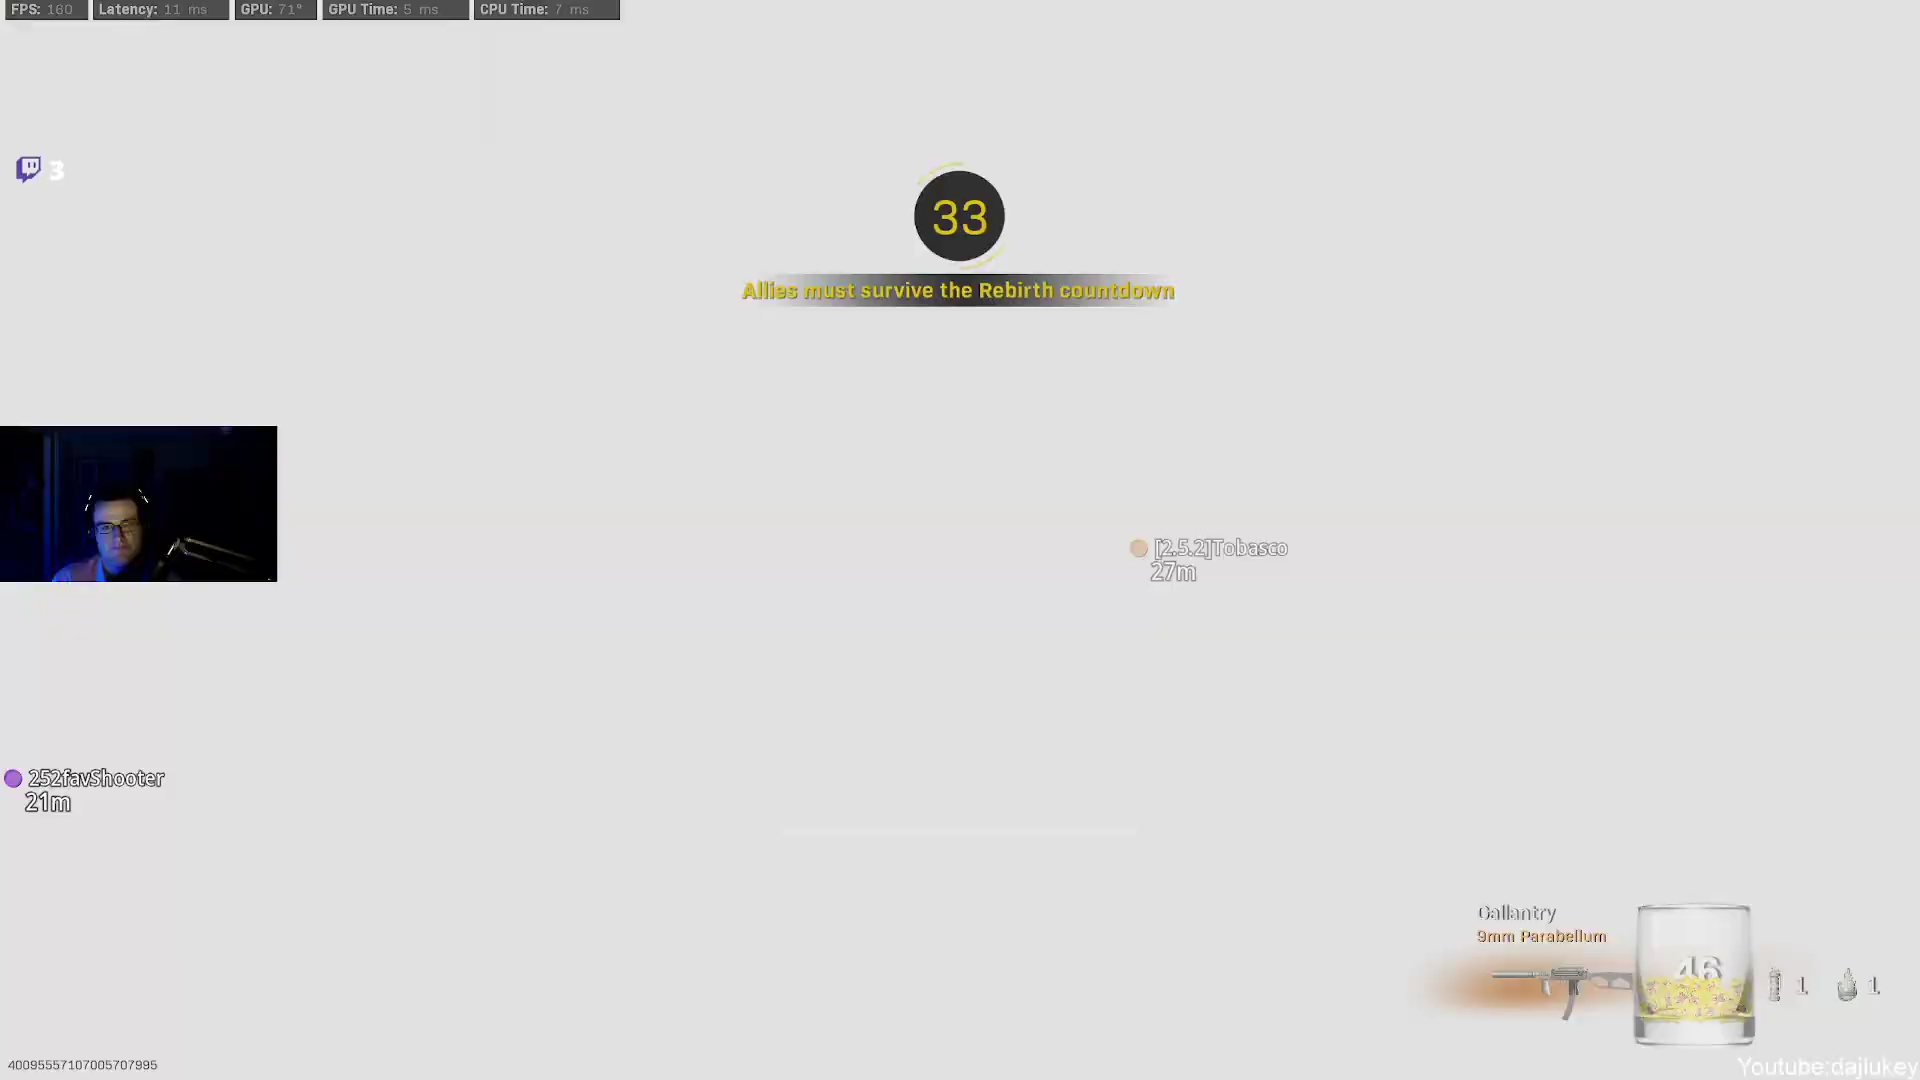 FPS: 160 Latency: 11 ms GPU: 71° GPU Time: 5 ms CPU Time: 7 ms
3
33
Allies must survive the Rebirth countdown
[2.5.2]Tobasco
27m
252favShooter
21m
Gallantry
9mm Parabellum
46
1 1
40095557107005707995
Youtube:dajlukey